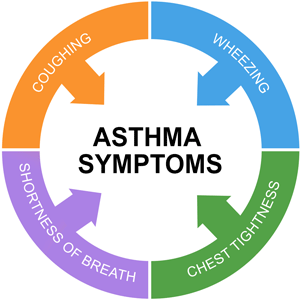 COUGHING
WHEEZING
ASTHMA
SYMPTOMS
SHORTNESS OF BREATH
CHEST TIGHTNESS